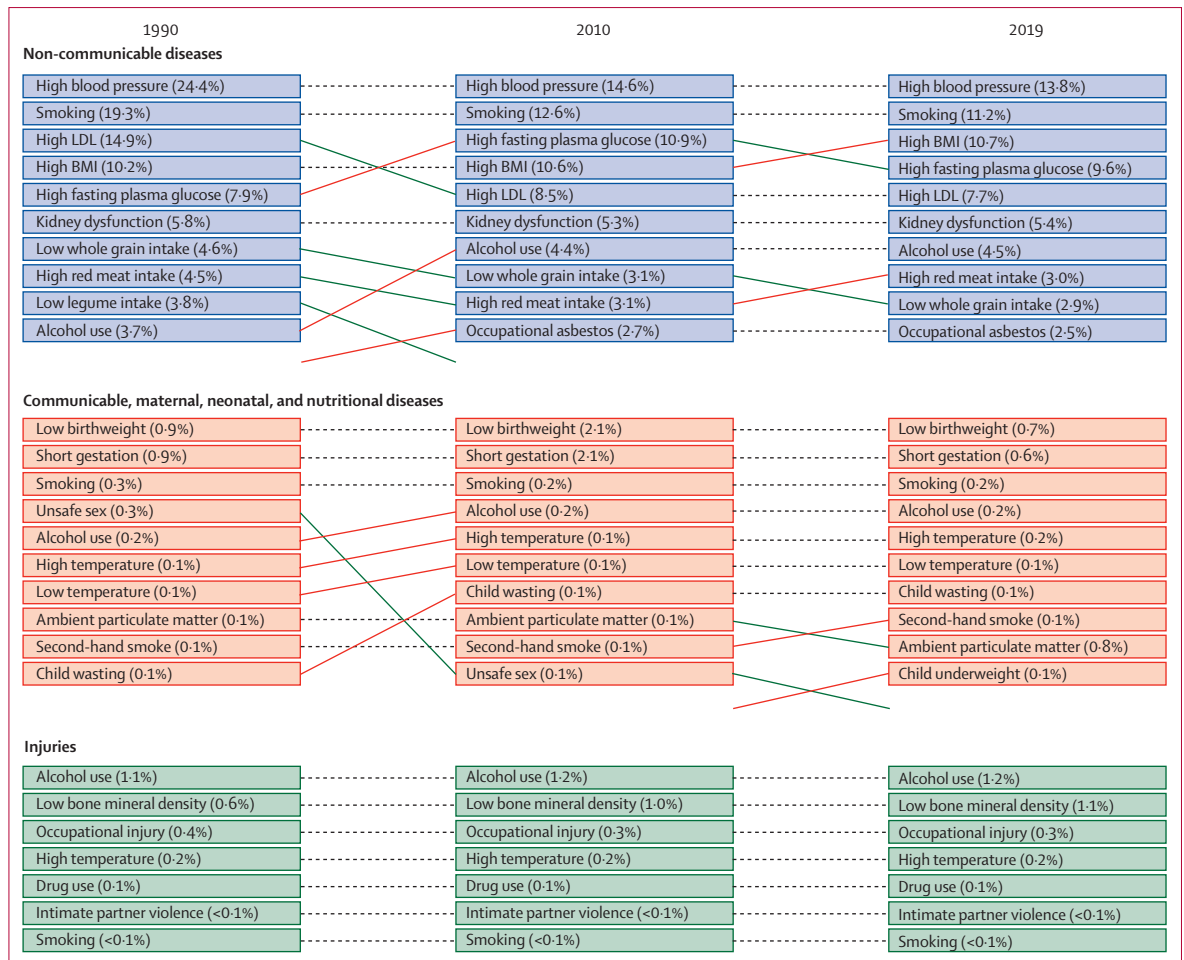 1990
2010
2019
Non-communicable diseases
High blood pressure (24·4%)
Smoking (19·3%)
High LDL (14·9%)
High BMI (10·2%)
High fasting plasma glucose (7·9%)
Kidney dysfunction (5·8%)
Low whole grain intake (4·6%)
High red meat intake (4·5%)
Low legume intake (3·8%)
Alcohol use (3·7%)
High blood pressure (14·6%)
Smoking (12·6%)
High fasting plasma glucose (10·9%)
High BMI (10·6%)
High LDL (8·5%)
Kidney dysfunction (5·3%)
Alcohol use (4·4%)
Low whole grain intake (3·1%)
High red meat intake (3·1%)
Occupational asbestos (2·7%)
High blood pressure (13·8%)
Smoking (11·2%)
High BMI (10·7%)
High fasting plasma glucose (9·6%)
High LDL (7·7%)
Kidney dysfunction (5·4%)
Alcohol use (4·5%)
High red meat intake (3·0%)
Low whole grain intake (2·9%)
Occupational asbestos (2·5%)
Communicable, maternal, neonatal, and nutritional diseases
Low birthweight (0·9%)
Short gestation (0·9%)
Smoking (0·3%)
Unsafe sex (0·3%)
Alcohol use (0·2%)
High temperature (0·1%)
Low temperature (0·1%)
Ambient particulate matter (0·1%)
Second-hand smoke (0·1%)
Child wasting (0·1%)
Low birthweight (2·1%)
Short gestation (2·1%)
Smoking (0·2%)
Alcohol use (0·2%)
High temperature (0·1%)
Low temperature (0·1%)
Child wasting (0·1%)
Ambient particulate matter (0·1%)
Second-hand smoke (0·1%)
Unsafe sex (0·1%)
Low birthweight (0·7%)
Short gestation (0·6%)
Smoking (0·2%)
Alcohol use (0·2%)
High temperature (0·2%)
Low temperature (0·1%)
Child wasting (0·1%)
Second-hand smoke (0·1%)
Ambient particulate matter (0·8%)
Child underweight (0·1%)
Injuries
Alcohol use (1·1%)
Low bone mineral density (0·6%)
Occupational injury (0·4%)
High temperature (0·2%)
Drug use (0·1%)
Intimate partner violence (<0·1%)
Smoking (<0·1%)
Alcohol use (1·2%)
Low bone mineral density (1·0%)
Occupational injury (0·3%)
High temperature (0·2%)
Drug use (0·1%)
Intimate partner violence (<0·1%)
Smoking (<0·1%)
Alcohol use (1·2%)
Low bone mineral density (1·1%)
Occupational injury (0·3%)
High temperature (0·2%)
Drug use (0·1%)
Intimate partner violence (<0·1%)
Smoking (<0·1%)